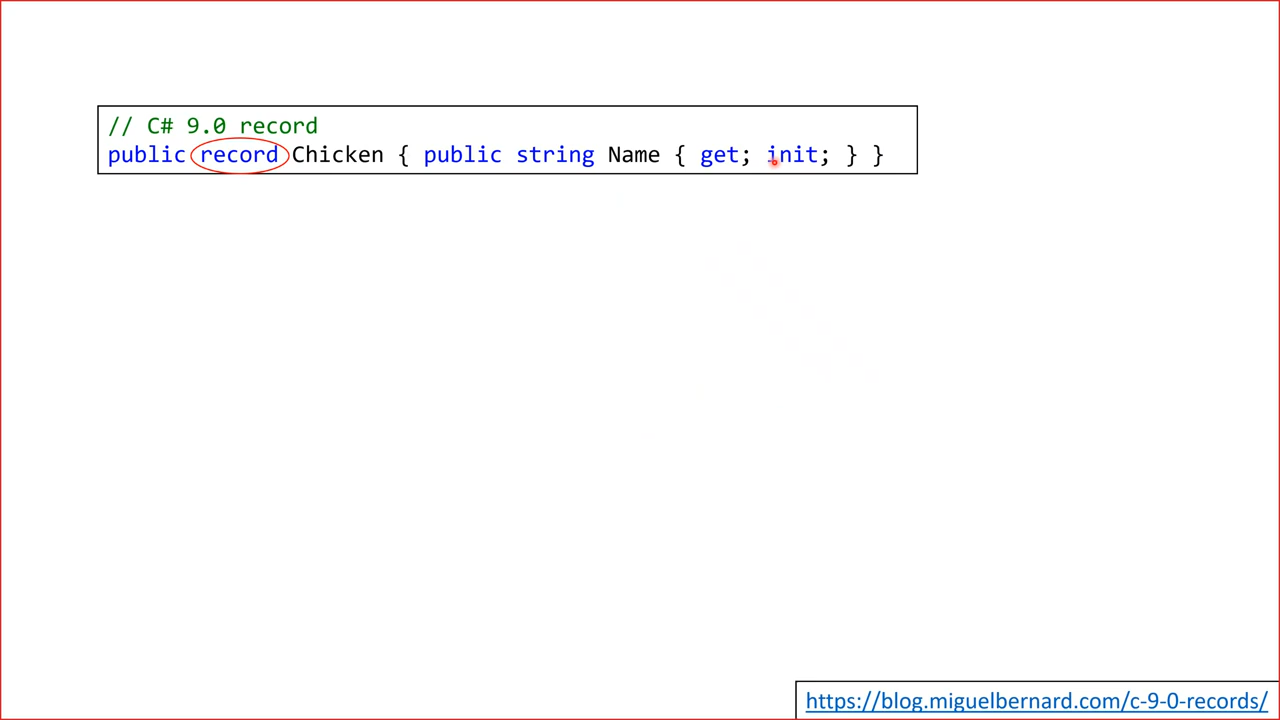 // C# 9.0 record
public record Chicken { public string Name { get; init; } }
https://blog.miguelbernard.com/c-9-0-records/